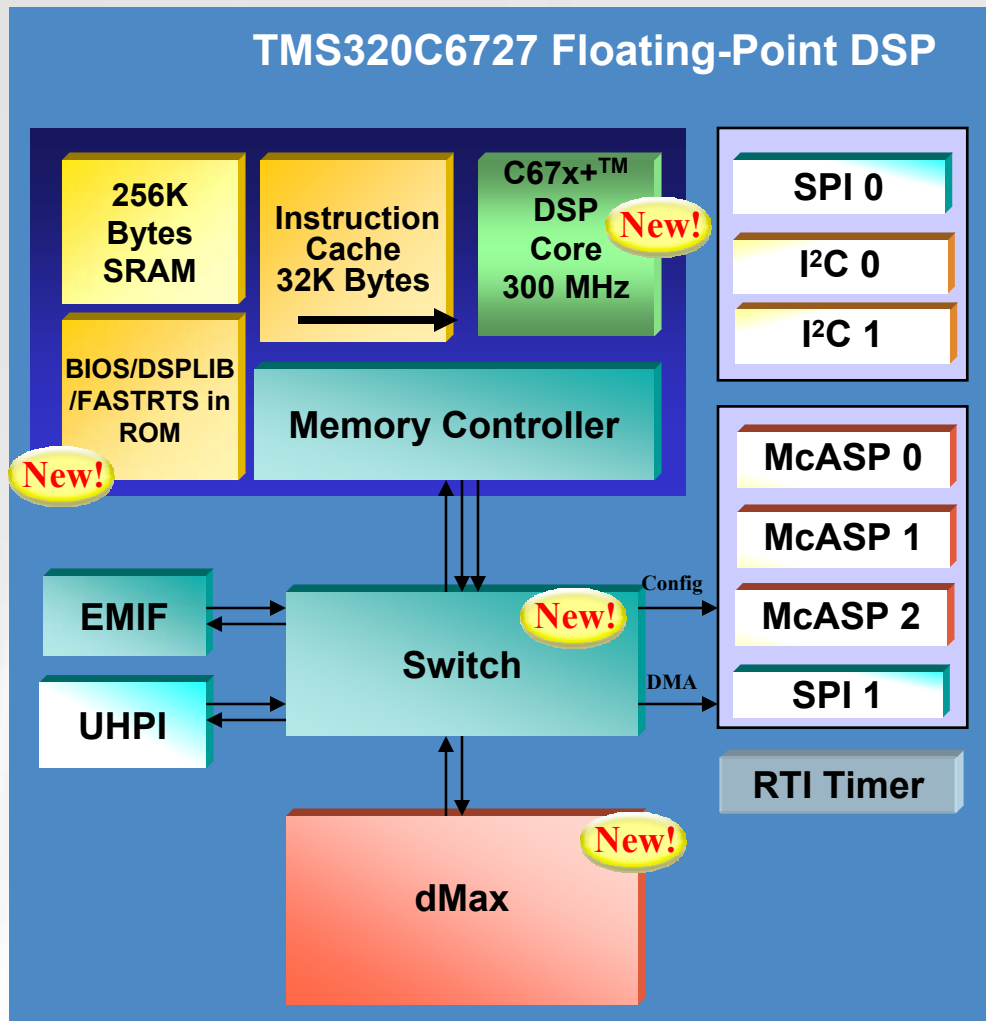 TMS320C6727 Floating-Point DSP
256K
Bytes
SRAM
Instruction
Cache
32K Bytes
C67x+™
DSP
Core
300 MHz
New!
BIOS/DSPLIB
/FASTRTS in
ROM
New!
Memory Controller
SPI 0
I²C 0
I²C 1
McASP 0
McASP 1
McASP 2
SPI 1
EMIF
UHPI
Switch
New!
Config
DMA
RTI Timer
dMax
New!